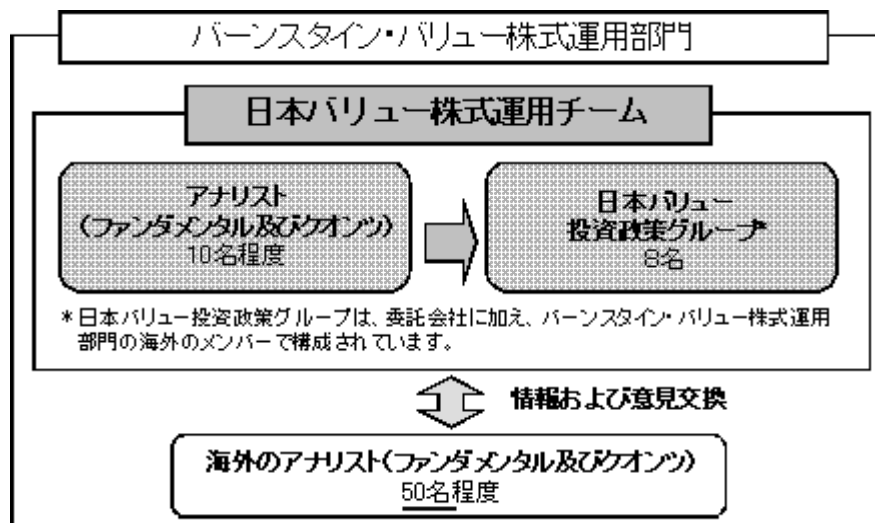 バーンスタイン・バリュー株式運用部門
日本バリュー株式運用チーム
アナリスト
(ファンダメンタル及びクオンツ)
10名程度
日本バリュー
投資政策グループ*
8名
*日本バリュー投資政策グループは、委託会社に加え、バーンスタイン・バリュー株式運用
部門の海外のメンバーで構成されています。
情報および意見交換
海外のアナリスト(ファンダメンタル及びクオンツ)
50名程度